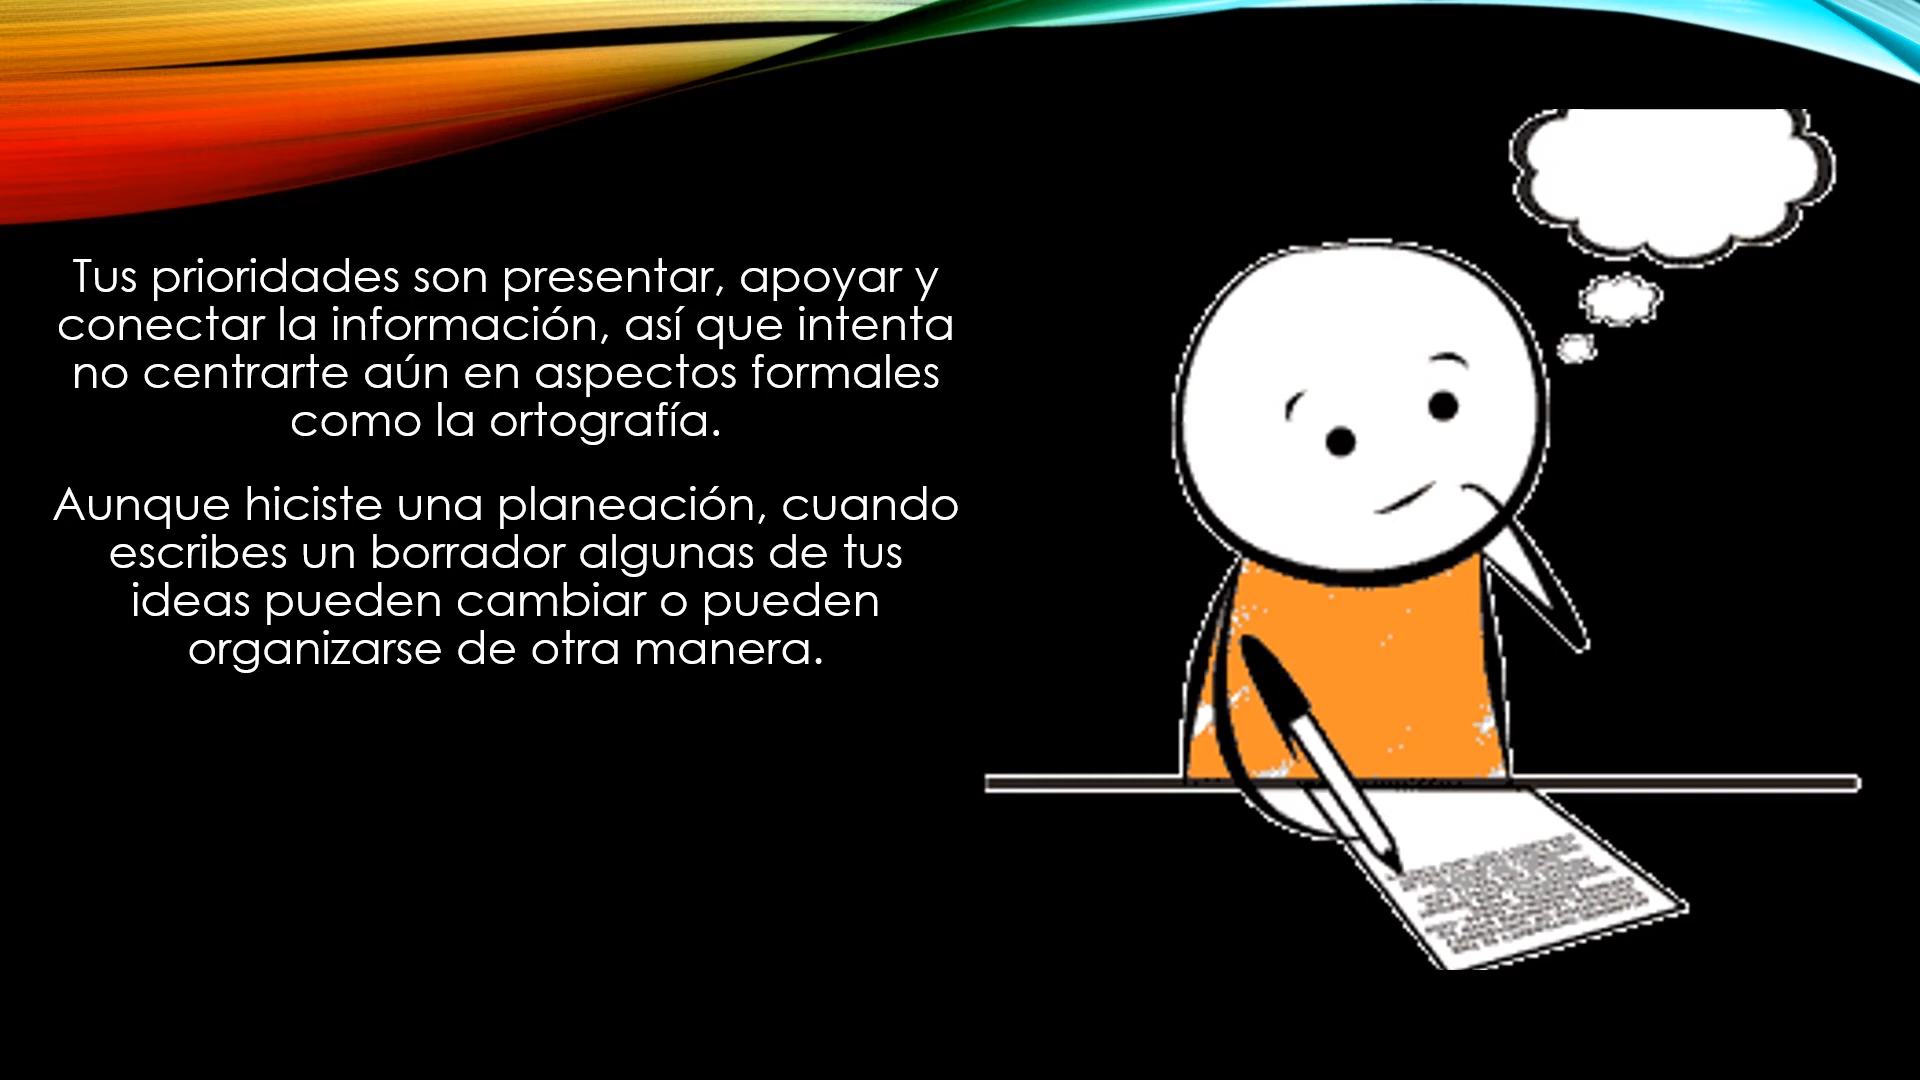 Tus prioridades son presentar, apoyar y
conectar la información, así que intenta
no centrarte aún en aspectos formales
como la ortografía.
Aunque hiciste una planeación, cuando
escribes un borrador algunas de tus
ideas pueden cambiar o pueden
organizarse de otra manera.